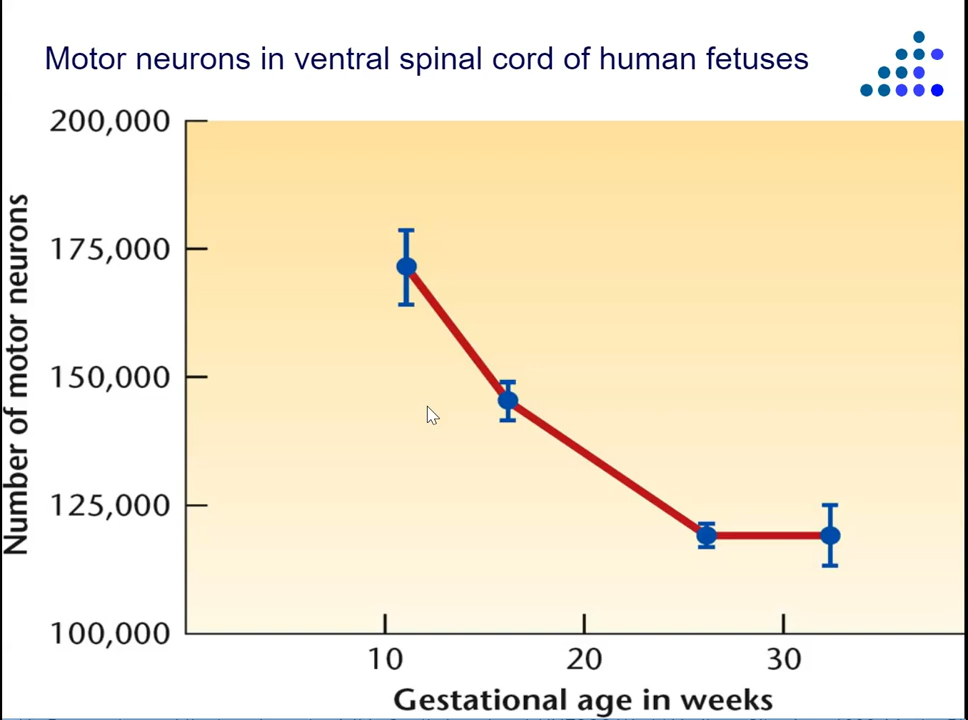 Motor neurons in ventral spinal cord of human fetuses
200,000
175,000
150,000
125,000
100,000
Number of motor neurons
10 20 30
Gestational age in weeks